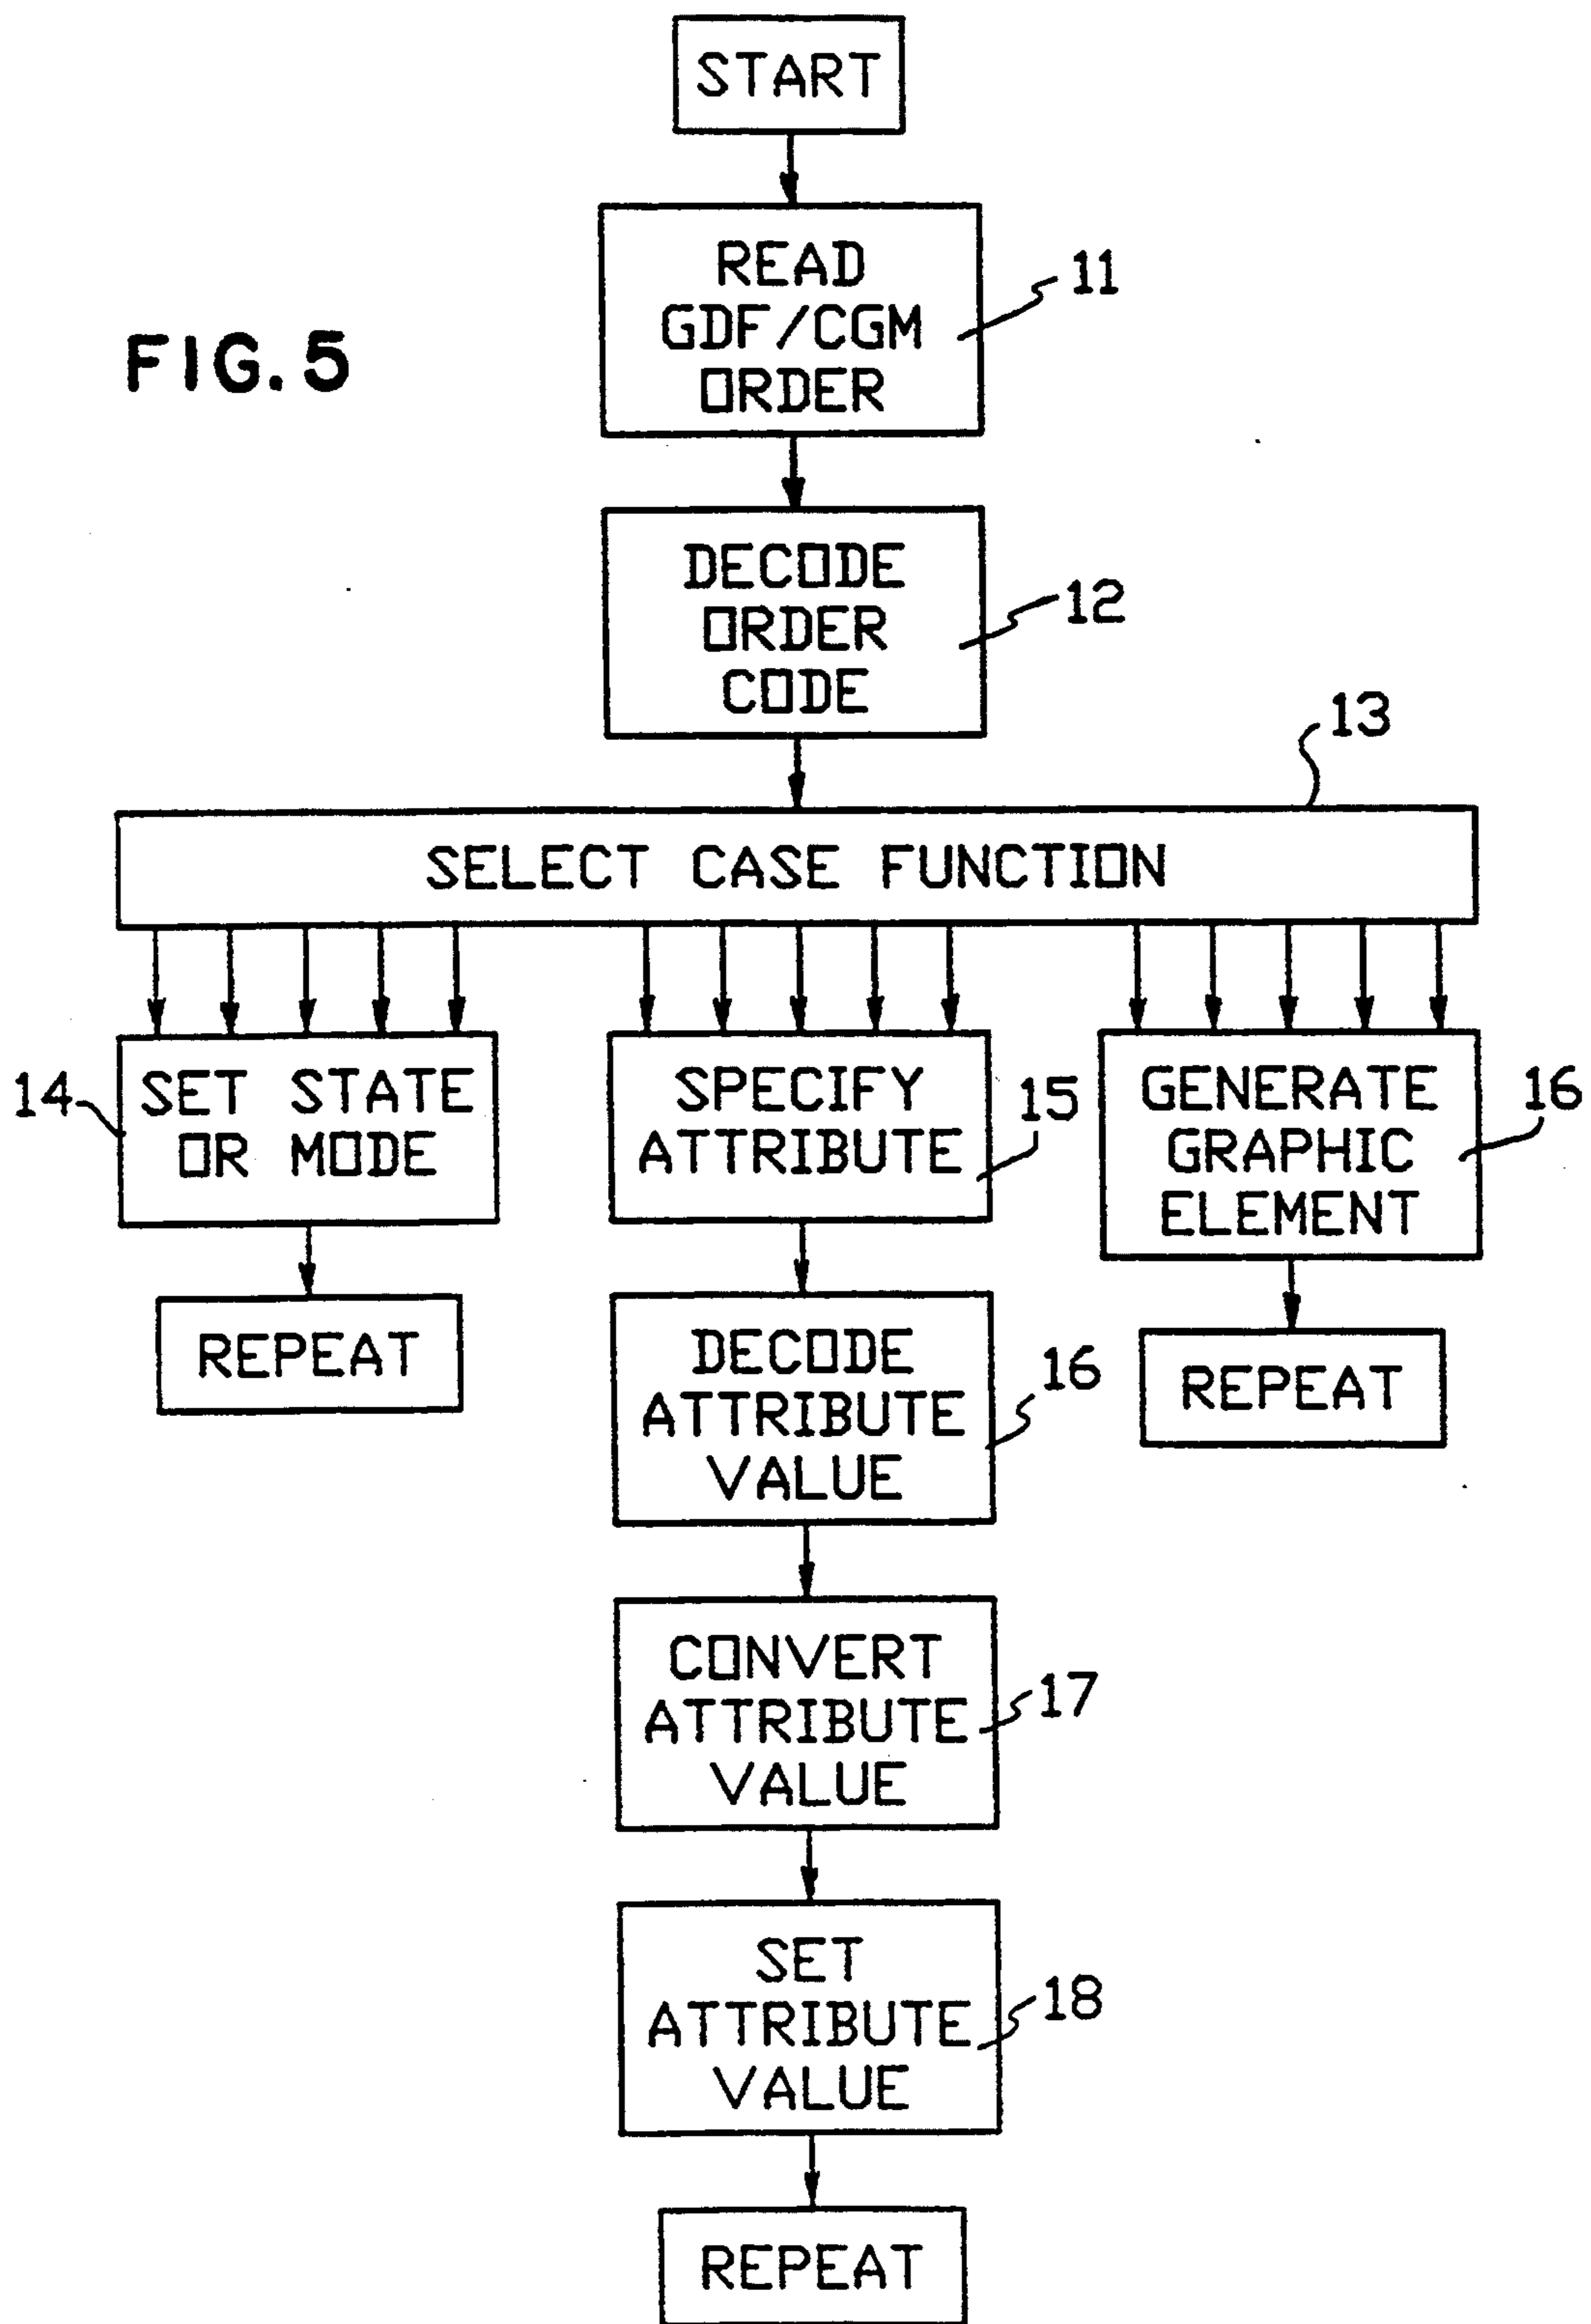 START
READ
GDF/CGM
ORDER
11
FIG. 5
DECODE
ORDER
CODE
12
13
SELECT CASE FUNCTION
14
SET STATE
OR MODE
SPECIFY
ATTRIBUTE
15
GENERATE
GRAPHIC
ELEMENT
16
REPEAT
DECODE
ATTRIBUTE
VALUE
16
REPEAT
CONVERT
ATTRIBUTE
VALUE
17
SET
ATTRIBUTE
VALUE
18
REPEAT